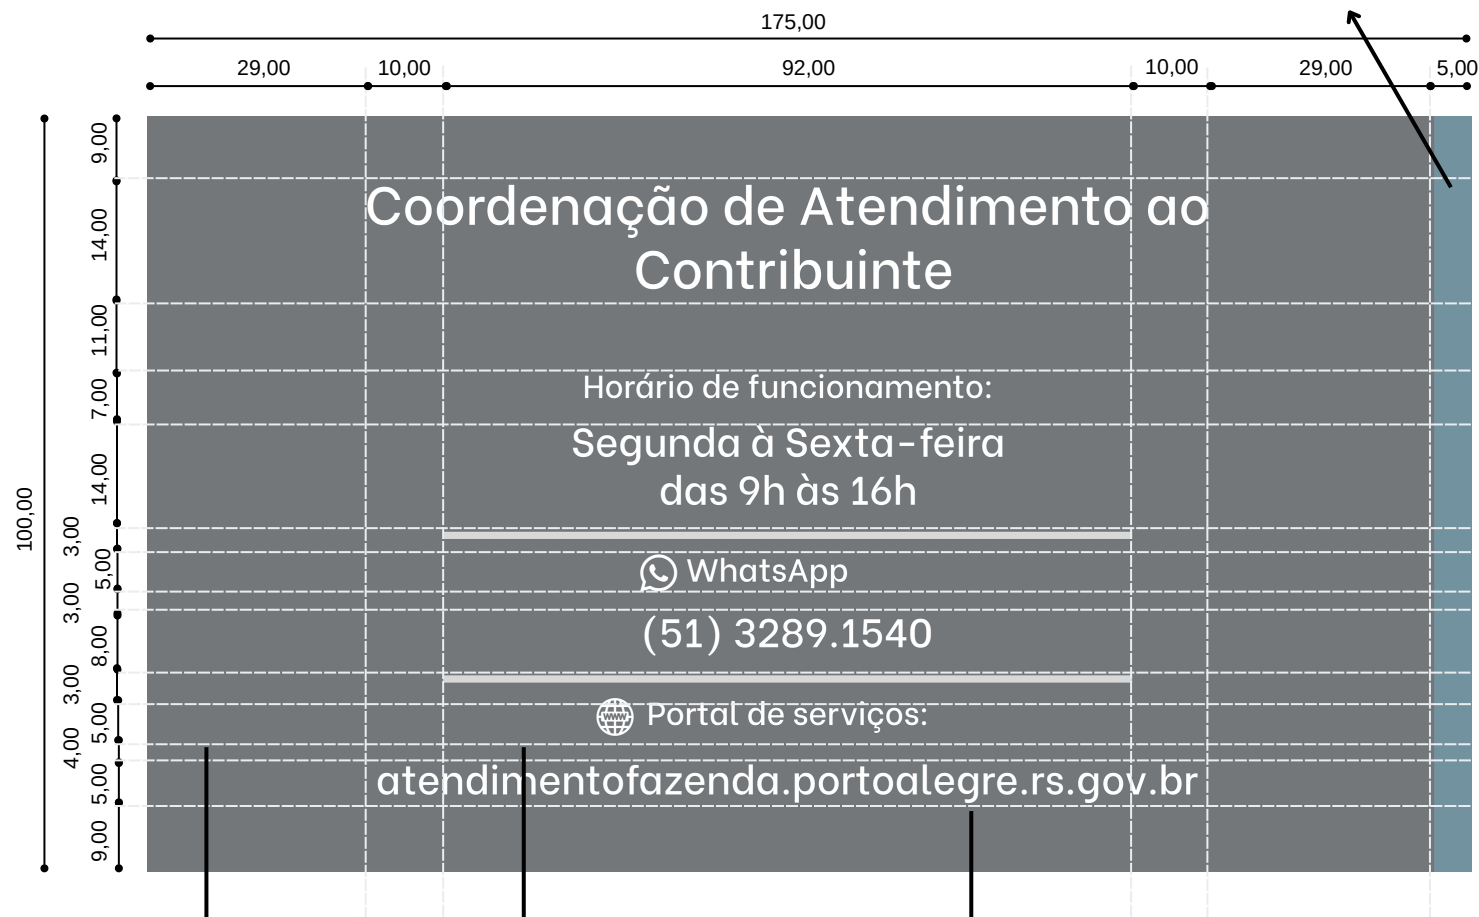 175,00
29,00 10,00 92,00 10,00 29,00 5,00
9,00
14,00
11,00
7,00
14,00
3,00
5,00
3,00
8,00
3,00
5,00
4,00
5,00
9,00
100,00
Coordenação de Atendimento ao
Contribuinte
Horário de funcionamento:
Segunda à Sexta-feira
das 9h às 16h
WhatsApp
(51) 3289.1540
www Portal de serviços:
atendimentofazenda.portoalegre.rs.gov.br